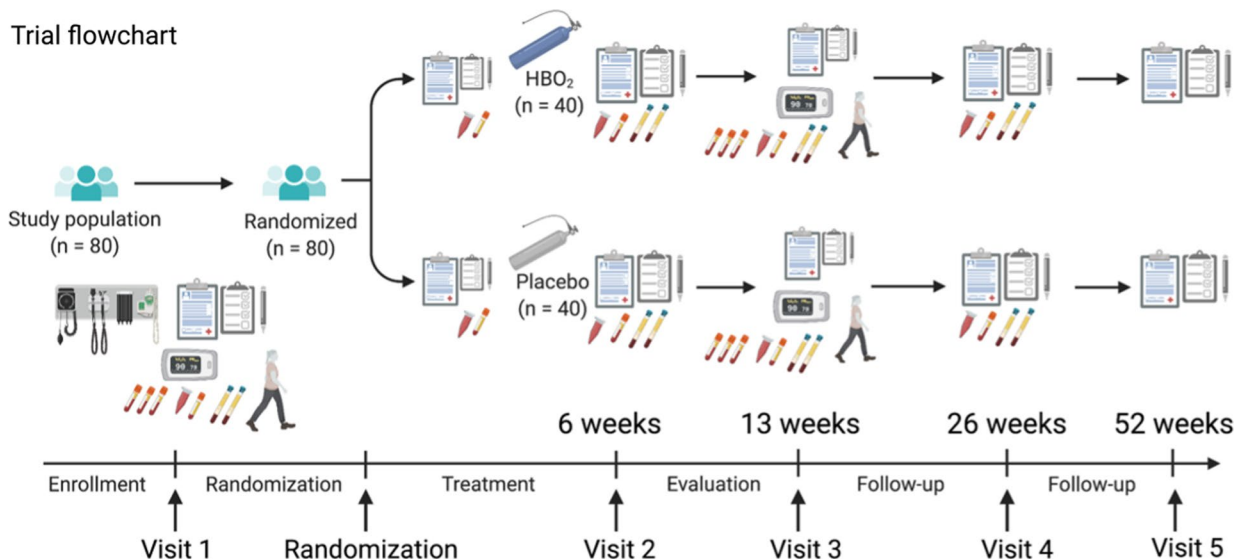 Trial flowchart
HBO₂
(n = 40)
Study population
(n = 80)
Randomized
(n = 80)
Placebo
(n = 40)
6 weeks
13 weeks
26 weeks
52 weeks
Enrollment
Randomization
Treatment
Evaluation
Follow-up
Follow-up
Visit 1
Randomization
Visit 2
Visit 3
Visit 4
Visit 5